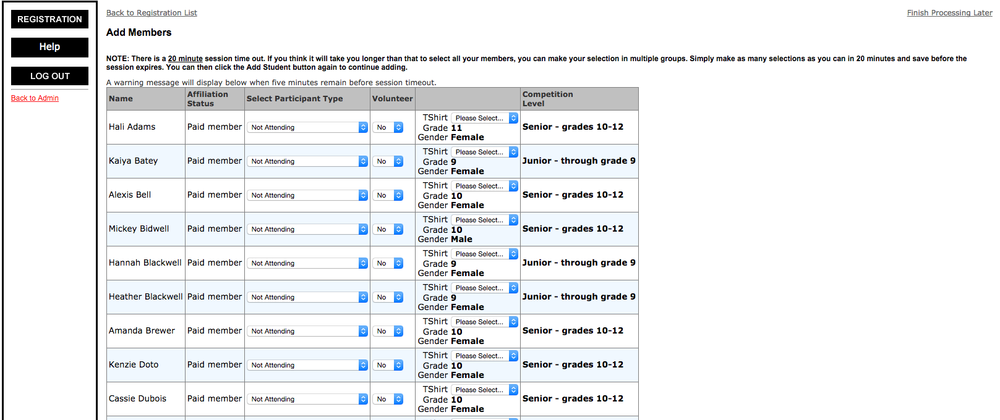 REGISTRATION
Help
LOG OUT
Back to Admin
Back to Registration List
Finish Processing Later
Add Members
NOTE: There is a 20 minute session time out. If you think it will take you longer than that to select all your members, you can make your selection in multiple groups. Simply make as many selections as you can in 20 minutes and save before the
session expires. You can then click the Add Student button again to continue adding.
A warning message will display below when five minutes remain before session timeout.
Name Affiliation Status Select Participant Type Volunteer Competition Level
Hali Adams Paid member Not Attending No TShirt Please Select... Grade 11 Gender Female Senior - grades 10-12
Kaiya Batey Paid member Not Attending No TShirt Please Select... Grade 9 Gender Female Junior - through grade 9
Alexis Bell Paid member Not Attending No TShirt Please Select... Grade 10 Gender Female Senior - grades 10-12
Mickey Bidwell Paid member Not Attending No TShirt Please Select... Grade 10 Gender Male Senior - grades 10-12
Hannah Blackwell Paid member Not Attending No TShirt Please Select... Grade 9 Gender Female Junior - through grade 9
Heather Blackwell Paid member Not Attending No TShirt Please Select... Grade 9 Gender Female Junior - through grade 9
Amanda Brewer Paid member Not Attending No TShirt Please Select... Grade 10 Gender Female Senior - grades 10-12
Kenzie Doto Paid member Not Attending No TShirt Please Select... Grade 10 Gender Female Senior - grades 10-12
Cassie Dubois Paid member Not Attending No TShirt Please Select... Grade 10 Gender Female Senior - grades 10-12